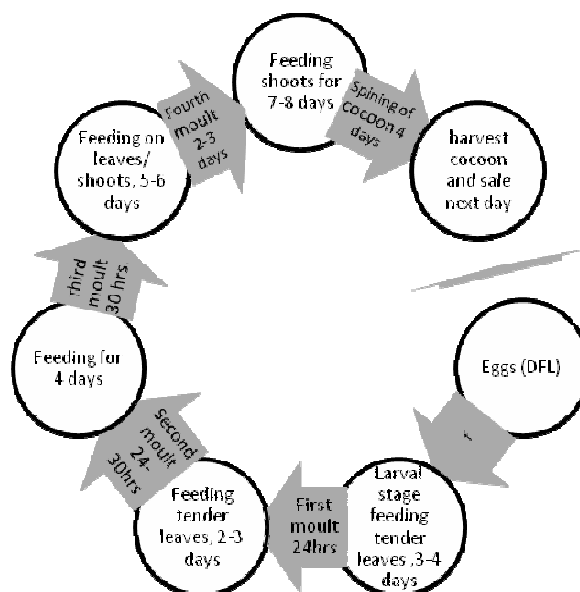 Feeding
shoots for
7-8 days
Spining of
cocoon 4
days
harvest
cocoon
and sale
next day
Eggs (DFL)
Larval
stage
feeding
tender
leaves ,3-4
days
First
moult
24hrs
Feeding
tender
leaves, 2-3
days
Second
moult
24-
30hrs
Feeding for
4 days
Third
moult
30 hrs
Feeding on
leaves/
shoots, 5-6
days
Fourth
moult
2-3
days